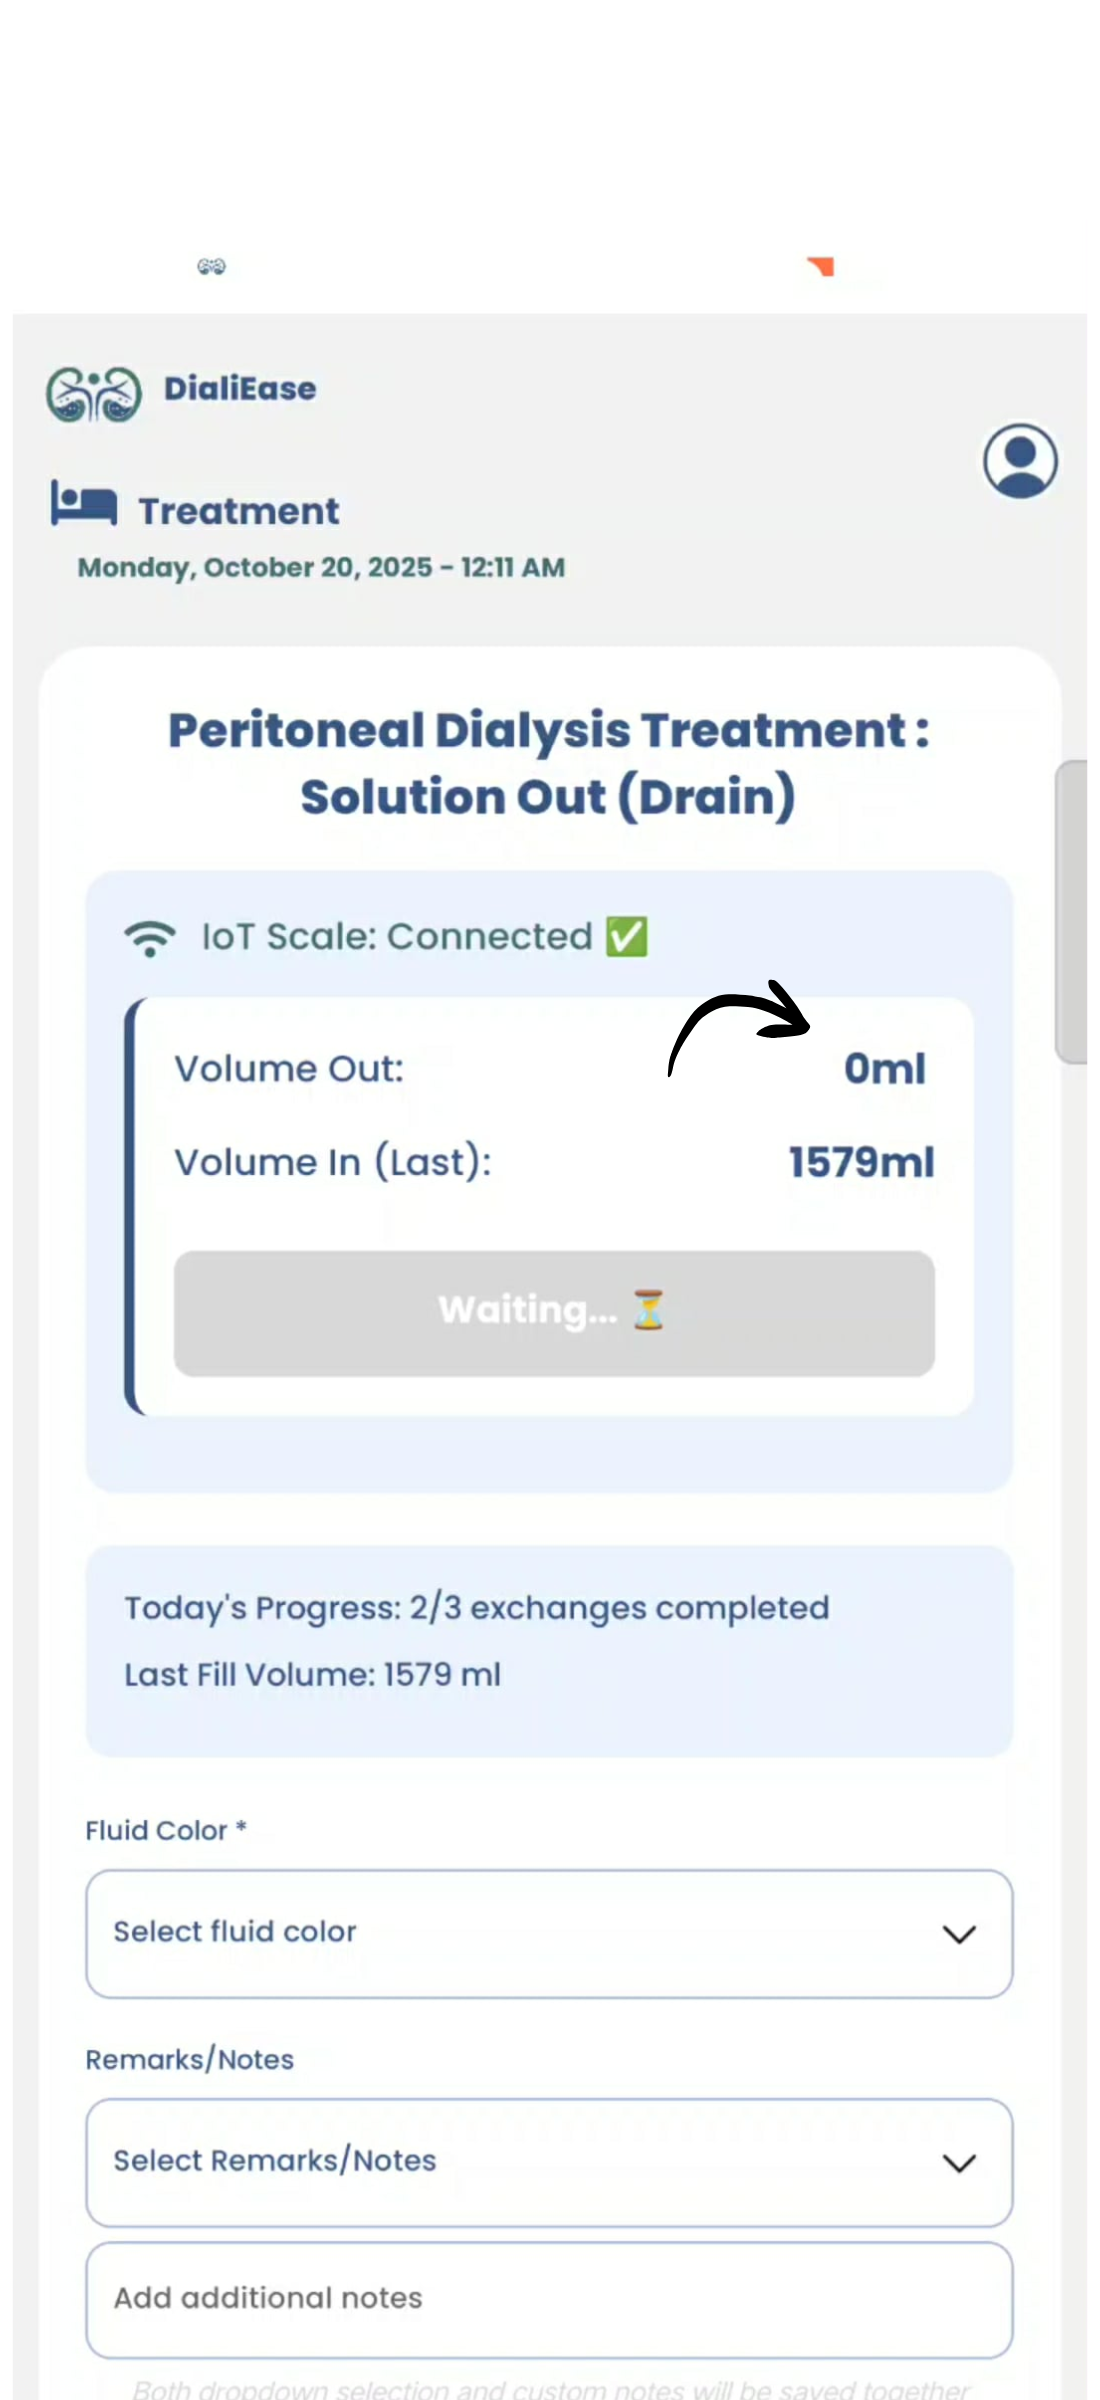 DialiEase
Treatment
Monday, October 20, 2025 - 12:11 AM
Peritoneal Dialysis Treatment :
Solution Out (Drain)
IoT Scale: Connected ✅
Volume Out: 0ml
Volume In (Last): 1579ml
Waiting... ⏳
Today's Progress: 2/3 exchanges completed
Last Fill Volume: 1579 ml
Fluid Color *
Select fluid color
Remarks/Notes
Select Remarks/Notes
Add additional notes
Both dropdown selection and custom notes will be saved together